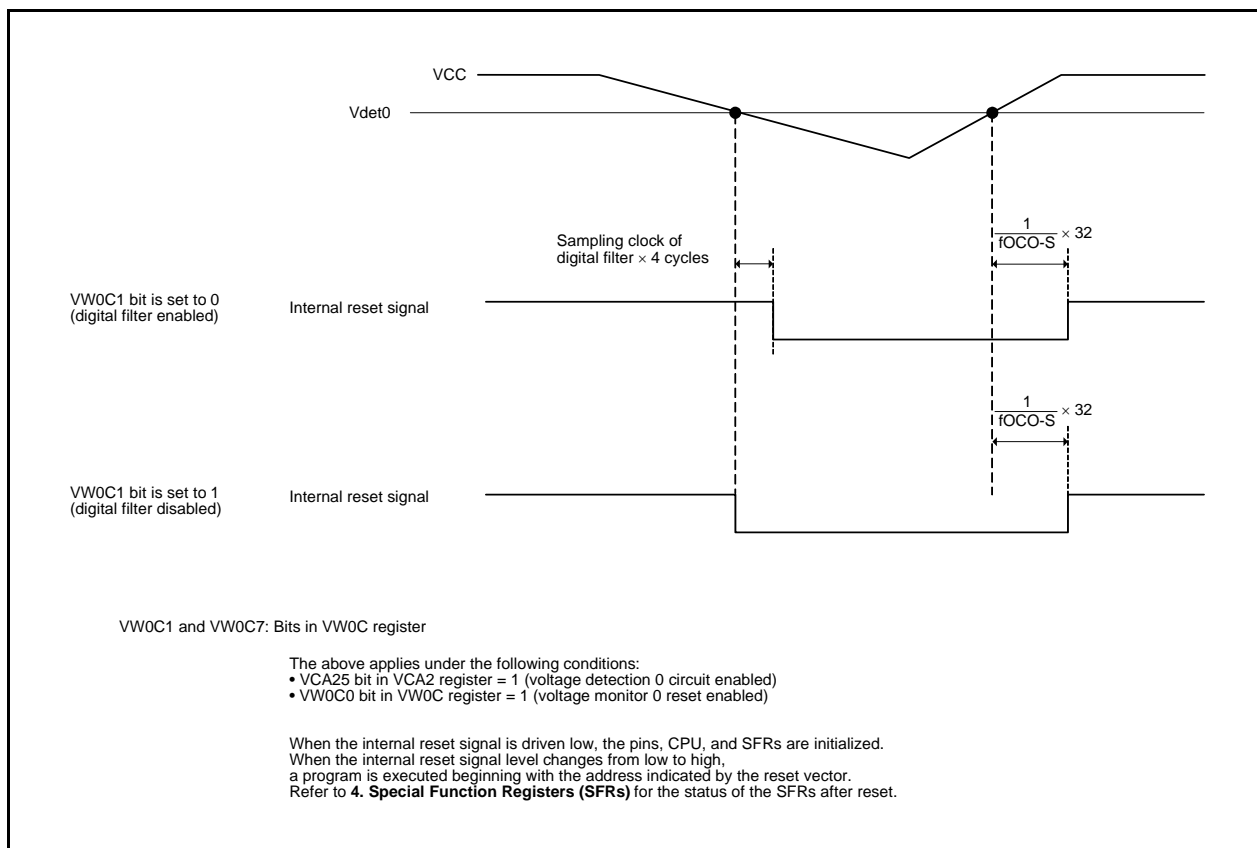 VCC
Vdet0
Sampling clock of
digital filter × 4 cycles
1
fOCO-S
× 32
VW0C1 bit is set to 0
(digital filter enabled)
Internal reset signal
1
fOCO-S
× 32
VW0C1 bit is set to 1
(digital filter disabled)
Internal reset signal
VW0C1 and VW0C7: Bits in VW0C register
The above applies under the following conditions:
• VCA25 bit in VCA2 register = 1 (voltage detection 0 circuit enabled)
• VW0C0 bit in VW0C register = 1 (voltage monitor 0 reset enabled)
When the internal reset signal is driven low, the pins, CPU, and SFRs are initialized.
When the internal reset signal level changes from low to high,
a program is executed beginning with the address indicated by the reset vector.
Refer to 4. Special Function Registers (SFRs) for the status of the SFRs after reset.